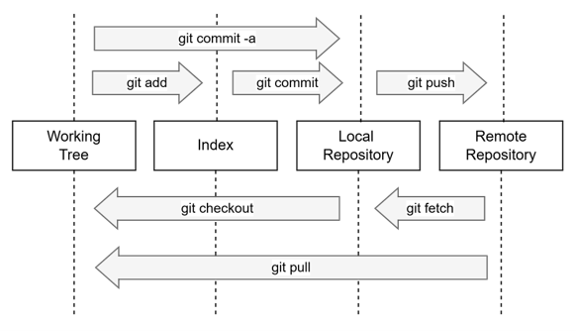 git commit -a
git add
git commit
git push
Working
Tree
Index
Local
Repository
Remote
Repository
git checkout
git fetch
git pull